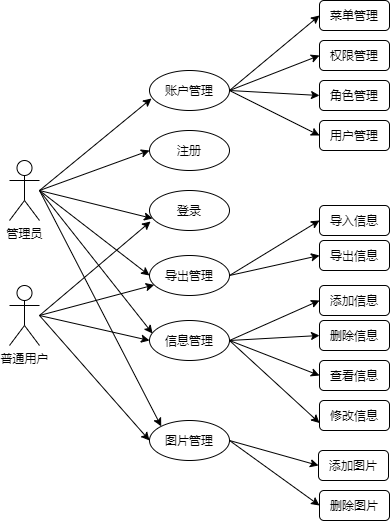 菜单管理
权限管理
账户管理
角色管理
用户管理
注册
管理员
登录
导入信息
导出信息
导出管理
普通用户
添加信息
删除信息
信息管理
查看信息
修改信息
图片管理
添加图片
删除图片